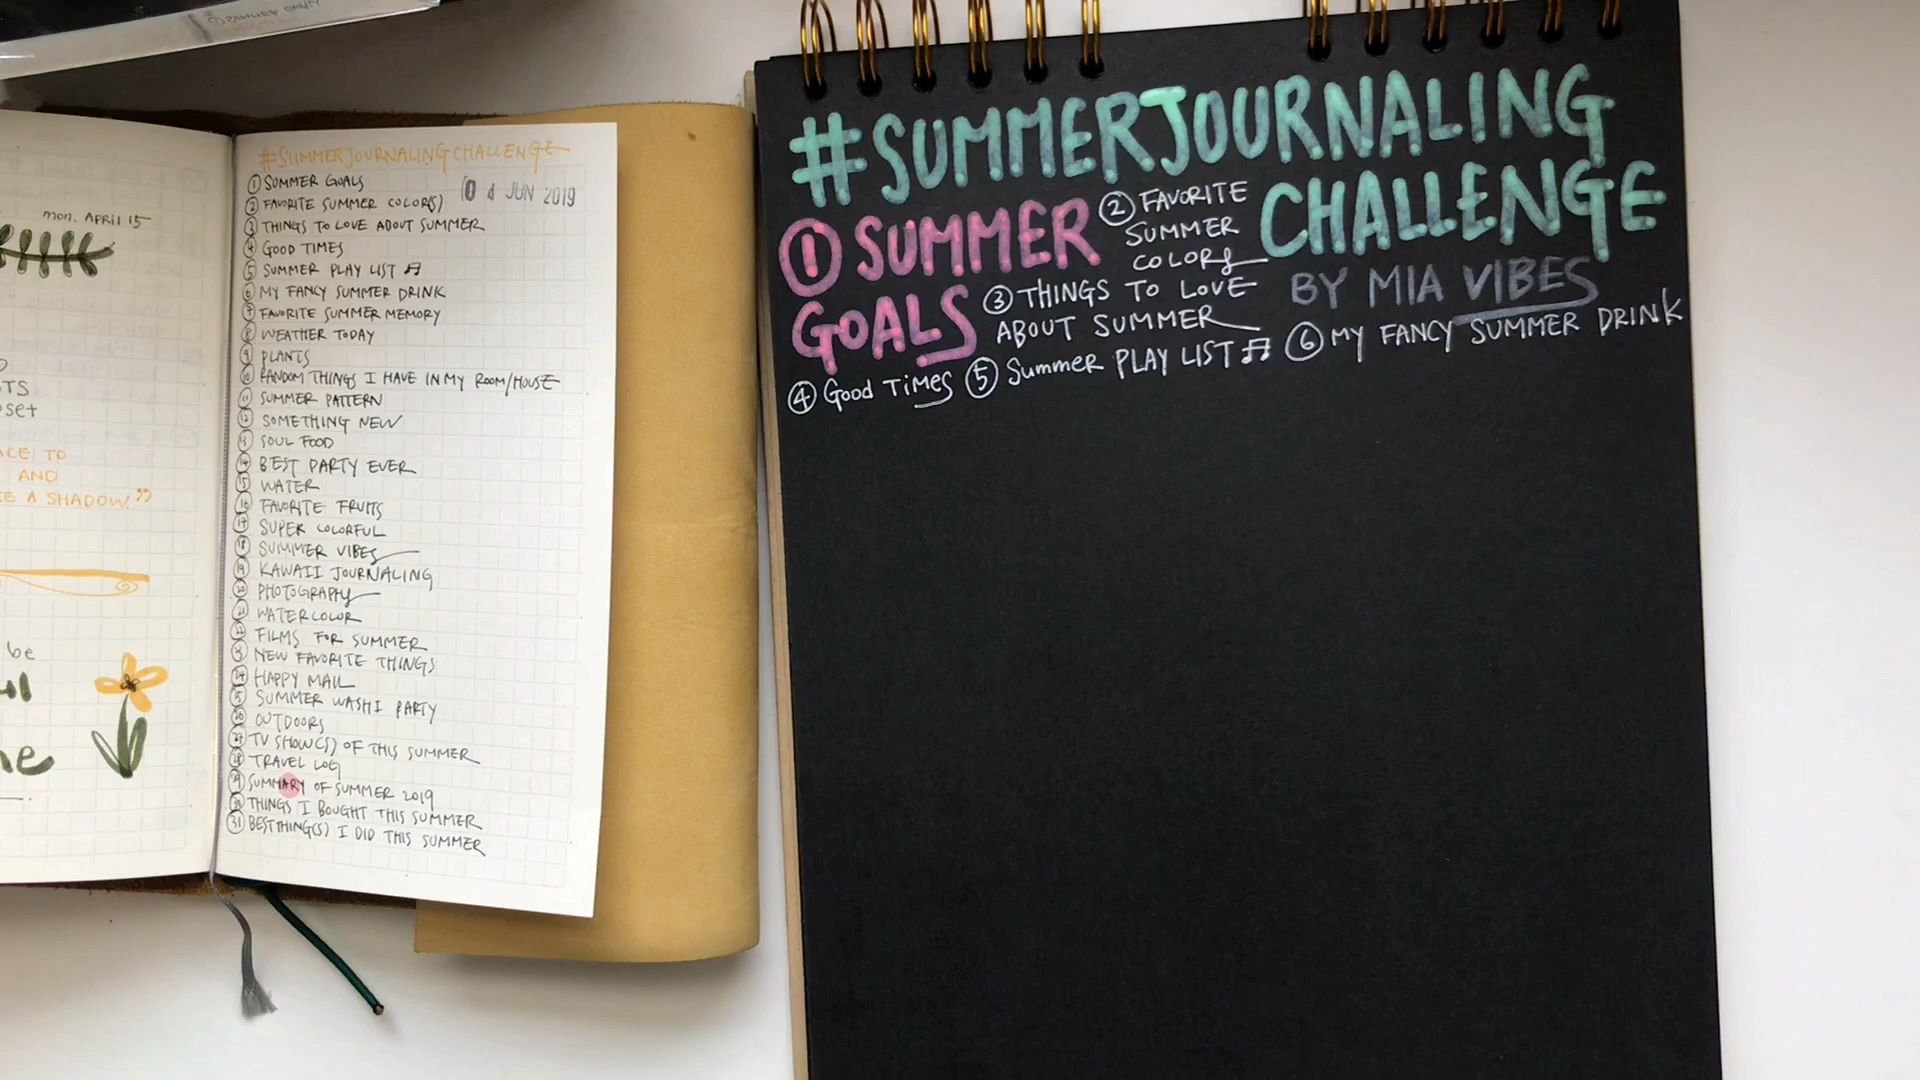 mon. APRIL 15
AND
E A SHADOW."
be
#SUMMERJOURNALINGCHALLENGE
① SUMMER GOALS
04 JUN 2019
② FAVORITE SUMMER COLOR(S)
③ THINGS TO LOVE ABOUT SUMMER
④ GOOD TIMES
⑤ SUMMER PLAY LIST ♬
⑥ MY FANCY SUMMER DRINK
⑦ FAVORITE SUMMER MEMORY
⑧ WEATHER TODAY
⑨ PLANTS
⑩ RANDOM THINGS I HAVE IN MY ROOM/HOUSE
⑪ SUMMER PATTERN
⑫ SOMETHING NEW
⑬ SOUL FOOD
⑭ BEST PARTY EVER
⑮ WATER
⑯ FAVORITE FRUITS
⑰ SUPER COLORFUL
⑱ SUMMER VIBES
⑲ KAWAII JOURNALING
⑳ PHOTOGRAPHY
㉑ WATERCOLOR
㉒ FILMS FOR SUMMER
㉓ NEW FAVORITE THINGS
㉔ HAPPY MAIL
㉕ SUMMER WASHI PARTY
㉖ OUTDOORS
㉗ TV SHOW(S) OF THIS SUMMER
㉘ TRAVEL LOG
㉙ SUMMARY OF SUMMER 2019
㉚ THINGS I BOUGHT THIS SUMMER
㉛ BEST THING(S) I DID THIS SUMMER
#SUMMERJOURNALING
CHALLENGE
BY MIA VIBES
① SUMMER
GOALS
② FAVORITE
SUMMER
COLORS
③ THINGS TO LOVE
ABOUT SUMMER
④ Good TiMES
⑤ SummER PLAY LIST ♬
⑥ MY FANCY SUMMER DRINK